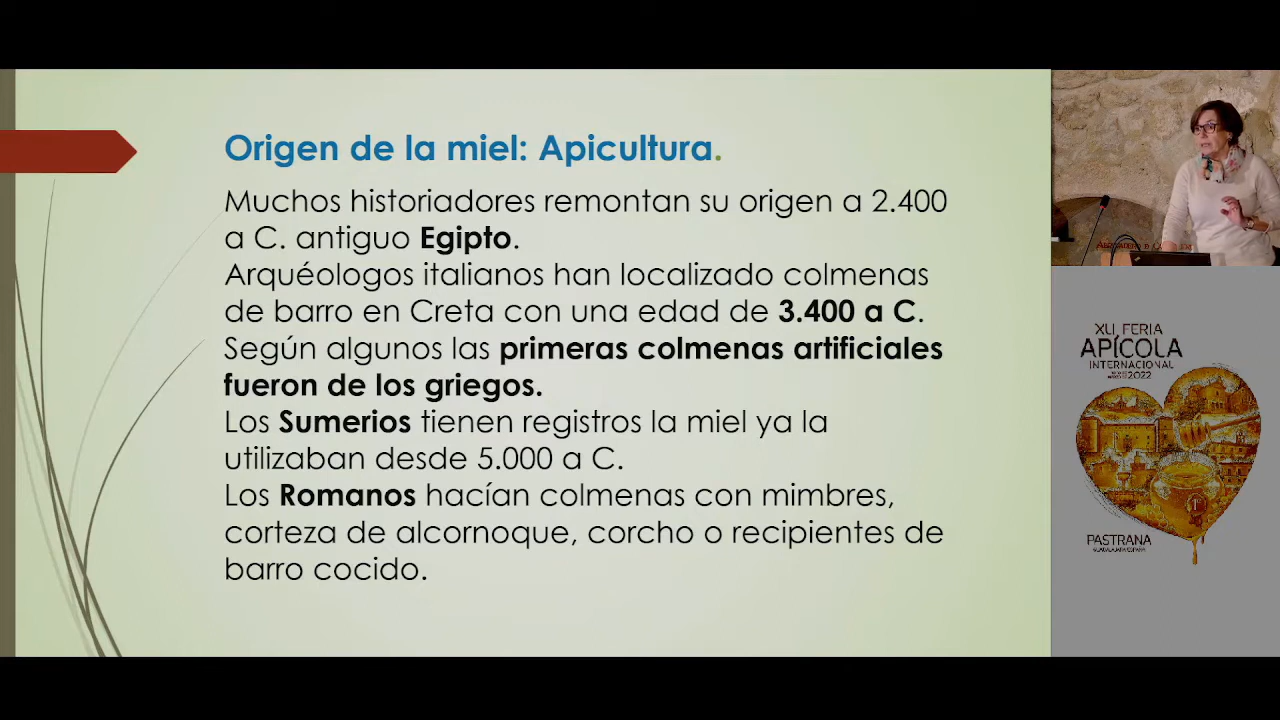 Origen de la miel: Apicultura.
Muchos historiadores remontan su origen a 2.400
a C. antiguo Egipto.
Arquéologos italianos han localizado colmenas
de barro en Creta con una edad de 3.400 a C.
Según algunos las primeras colmenas artificiales
fueron de los griegos.
Los Sumerios tienen registros la miel ya la
utilizaban desde 5.000 a C.
Los Romanos hacían colmenas con mimbres,
corteza de alcornoque, corcho o recipientes de
barro cocido.
XLI FERIA
APÍCOLA
INTERNACIONAL
2022
PASTRANA
GUADALAJARA ESPAÑA